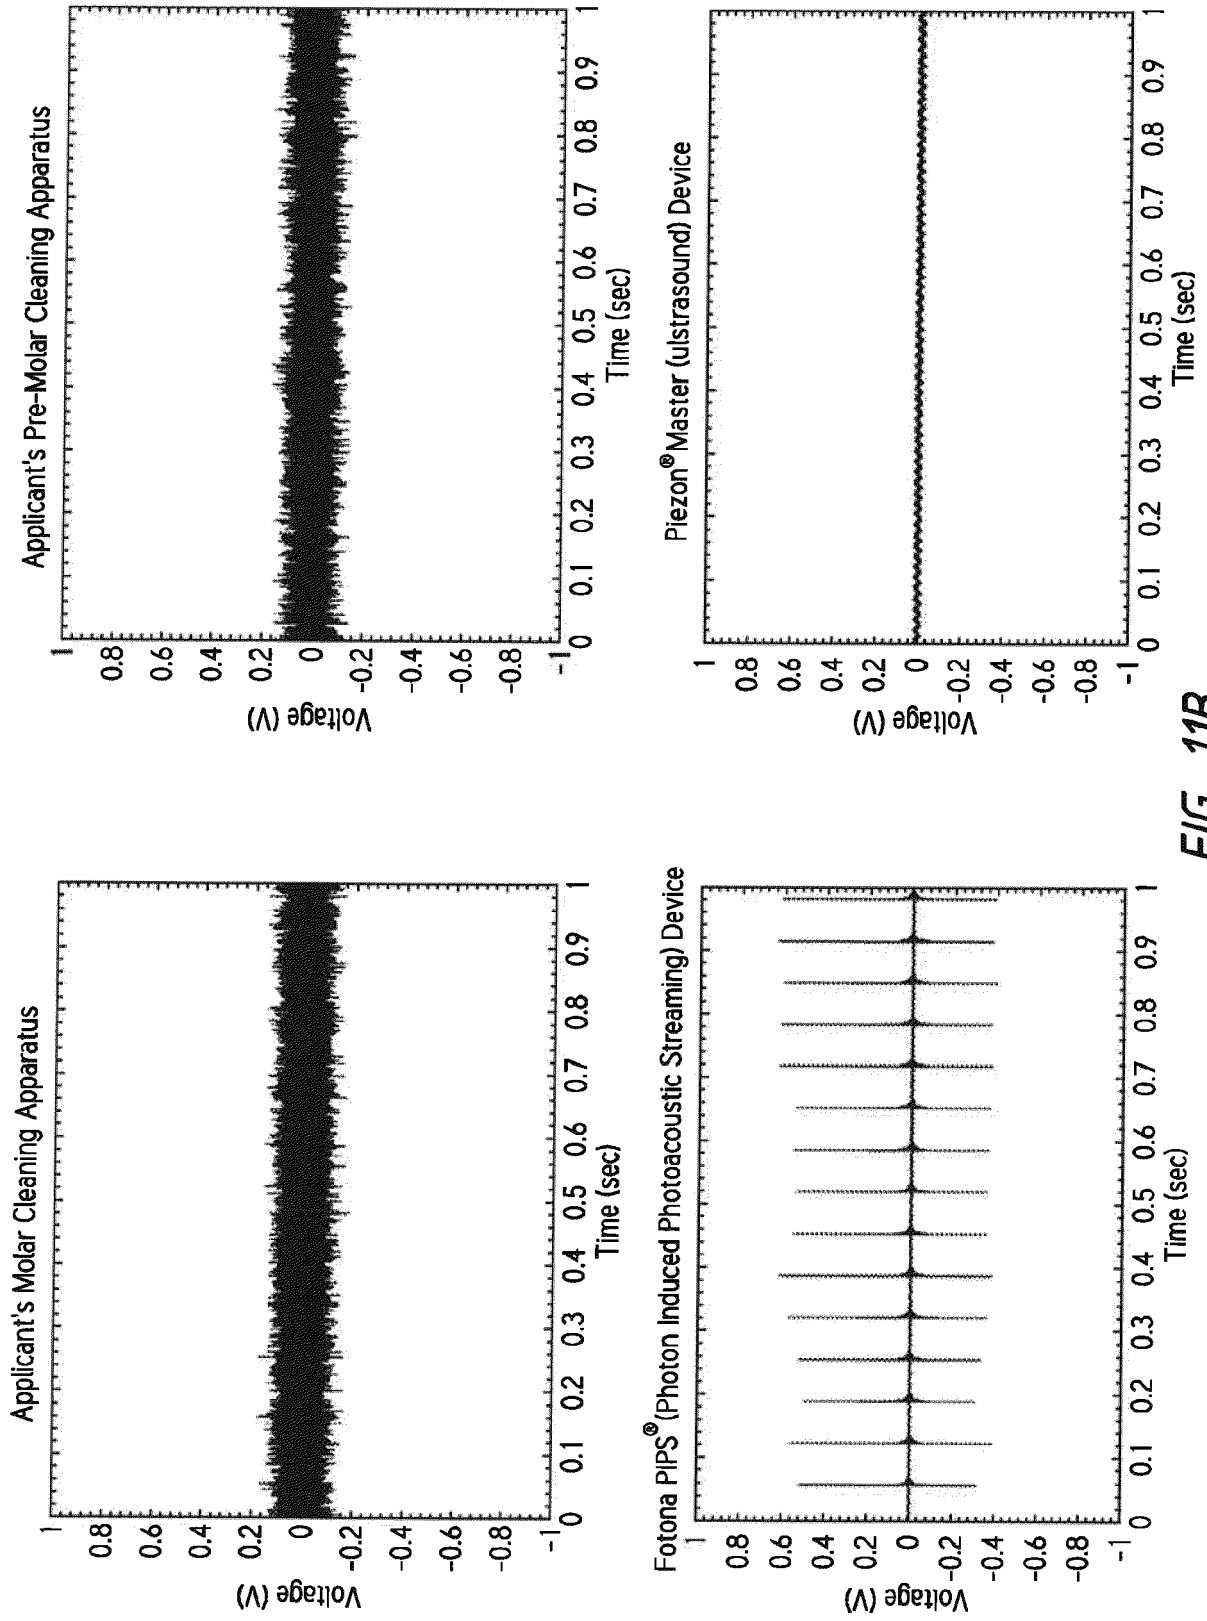 Applicant's Molar Cleaning Apparatus
Voltage (V)
1
0.8
0.6
0.4
0.2
0
-0.2
-0.4
-0.6
-0.8
-1
0 0.1 0.2 0.3 0.4 0.5 0.6 0.7 0.8 0.9 1
Time (sec)
Applicant's Pre-Molar Cleaning Apparatus
Voltage (V)
1
0.8
0.6
0.4
0.2
0
-0.2
-0.4
-0.6
-0.8
-1
0 0.1 0.2 0.3 0.4 0.5 0.6 0.7 0.8 0.9 1
Time (sec)
Fotona PIPS® (Photon Induced Photoacoustic Streaming) Device
Voltage (V)
1
0.8
0.6
0.4
0.2
0
-0.2
-0.4
-0.6
-0.8
-1
0 0.1 0.2 0.3 0.4 0.5 0.6 0.7 0.8 0.9 1
Time (sec)
Piezon® Master (ulstrasound) Device
Voltage (V)
1
0.8
0.6
0.4
0.2
0
-0.2
-0.4
-0.6
-0.8
-1
0 0.1 0.2 0.3 0.4 0.5 0.6 0.7 0.8 0.9 1
Time (sec)
FIG. 11B